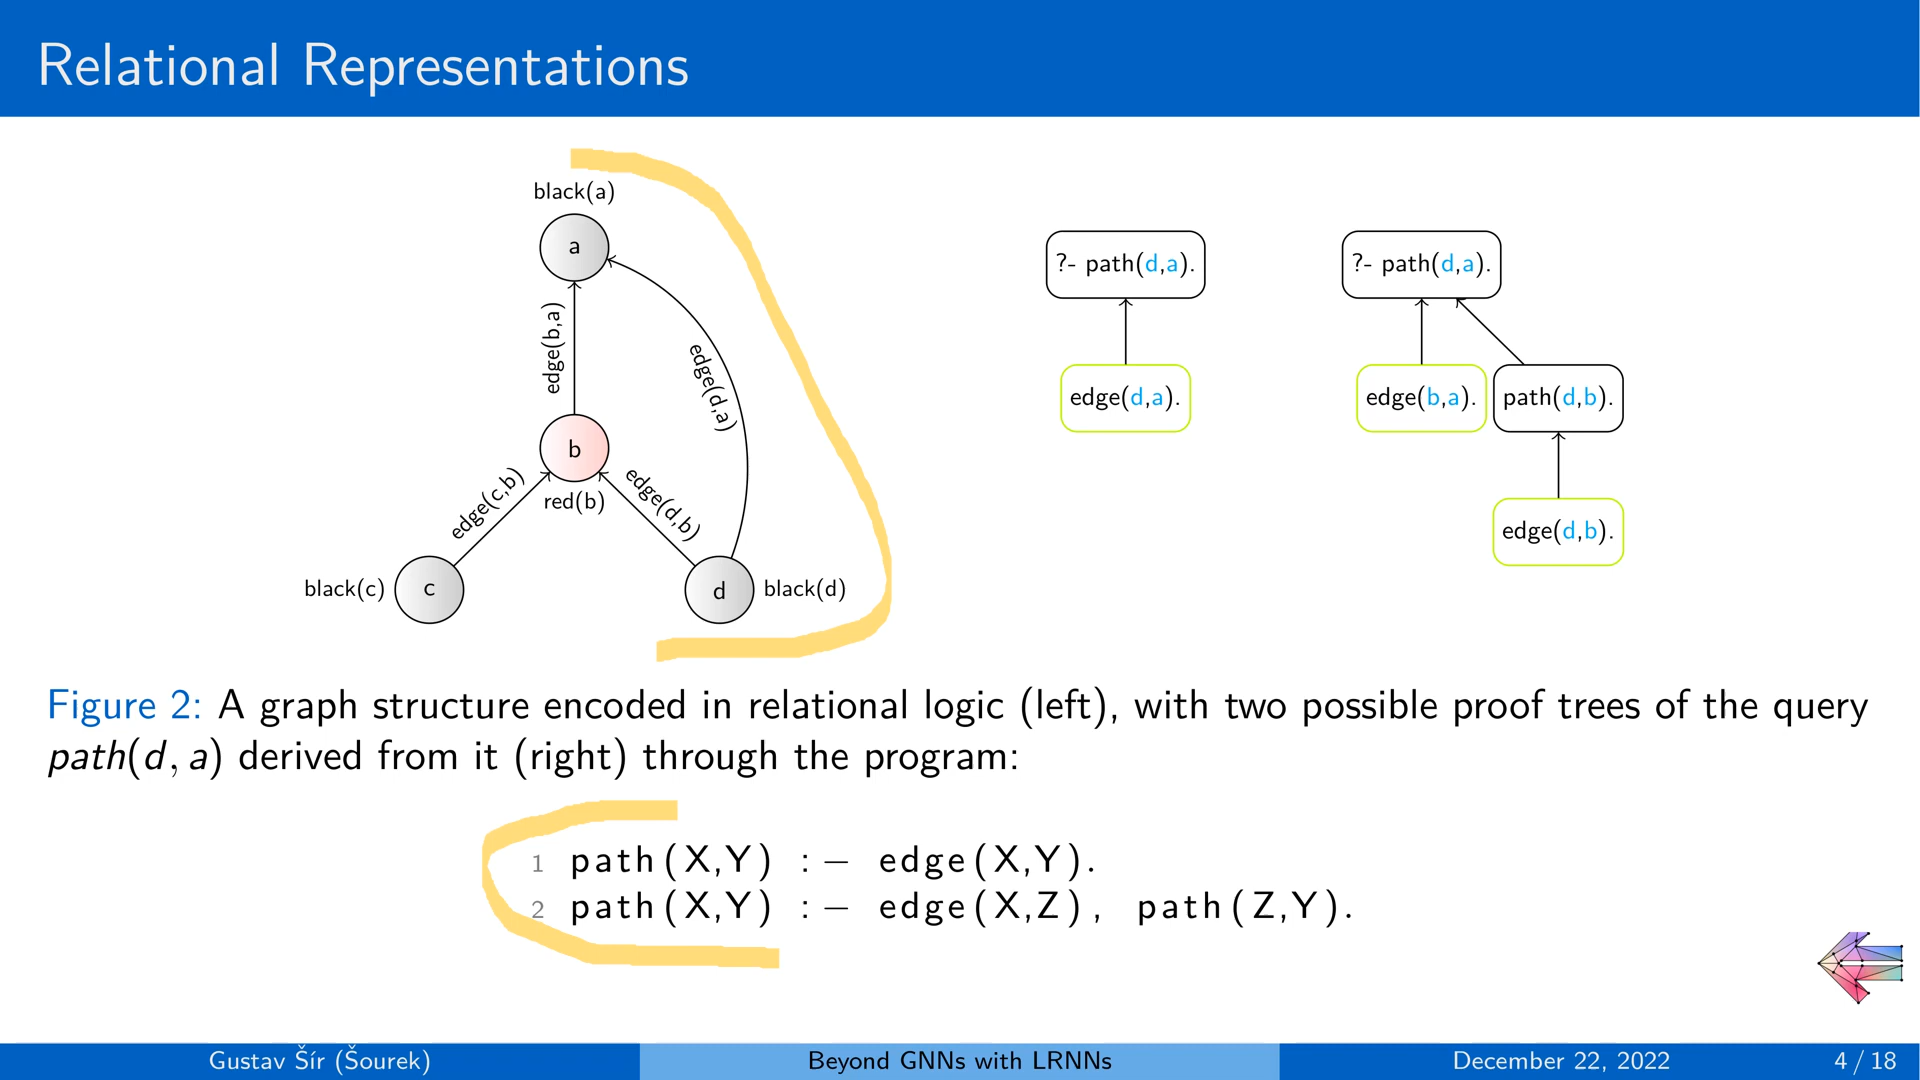 Relational Representations
black(a)
a
edge(b,a)
edge(d,a)
b
red(b)
edge(c,b)
edge(d,b)
black(c)
c
d
black(d)
?- path(d,a).
edge(d,a).
?- path(d,a).
edge(b,a).
path(d,b).
edge(d,b).
Figure 2: A graph structure encoded in relational logic (left), with two possible proof trees of the query
path(d, a) derived from it (right) through the program:
1 path(X,Y) :- edge(X,Y).
2 path(X,Y) :- edge(X,Z), path(Z,Y).
Gustav Šír (Šourek)
Beyond GNNs with LRNNs
December 22, 2022
4 / 18